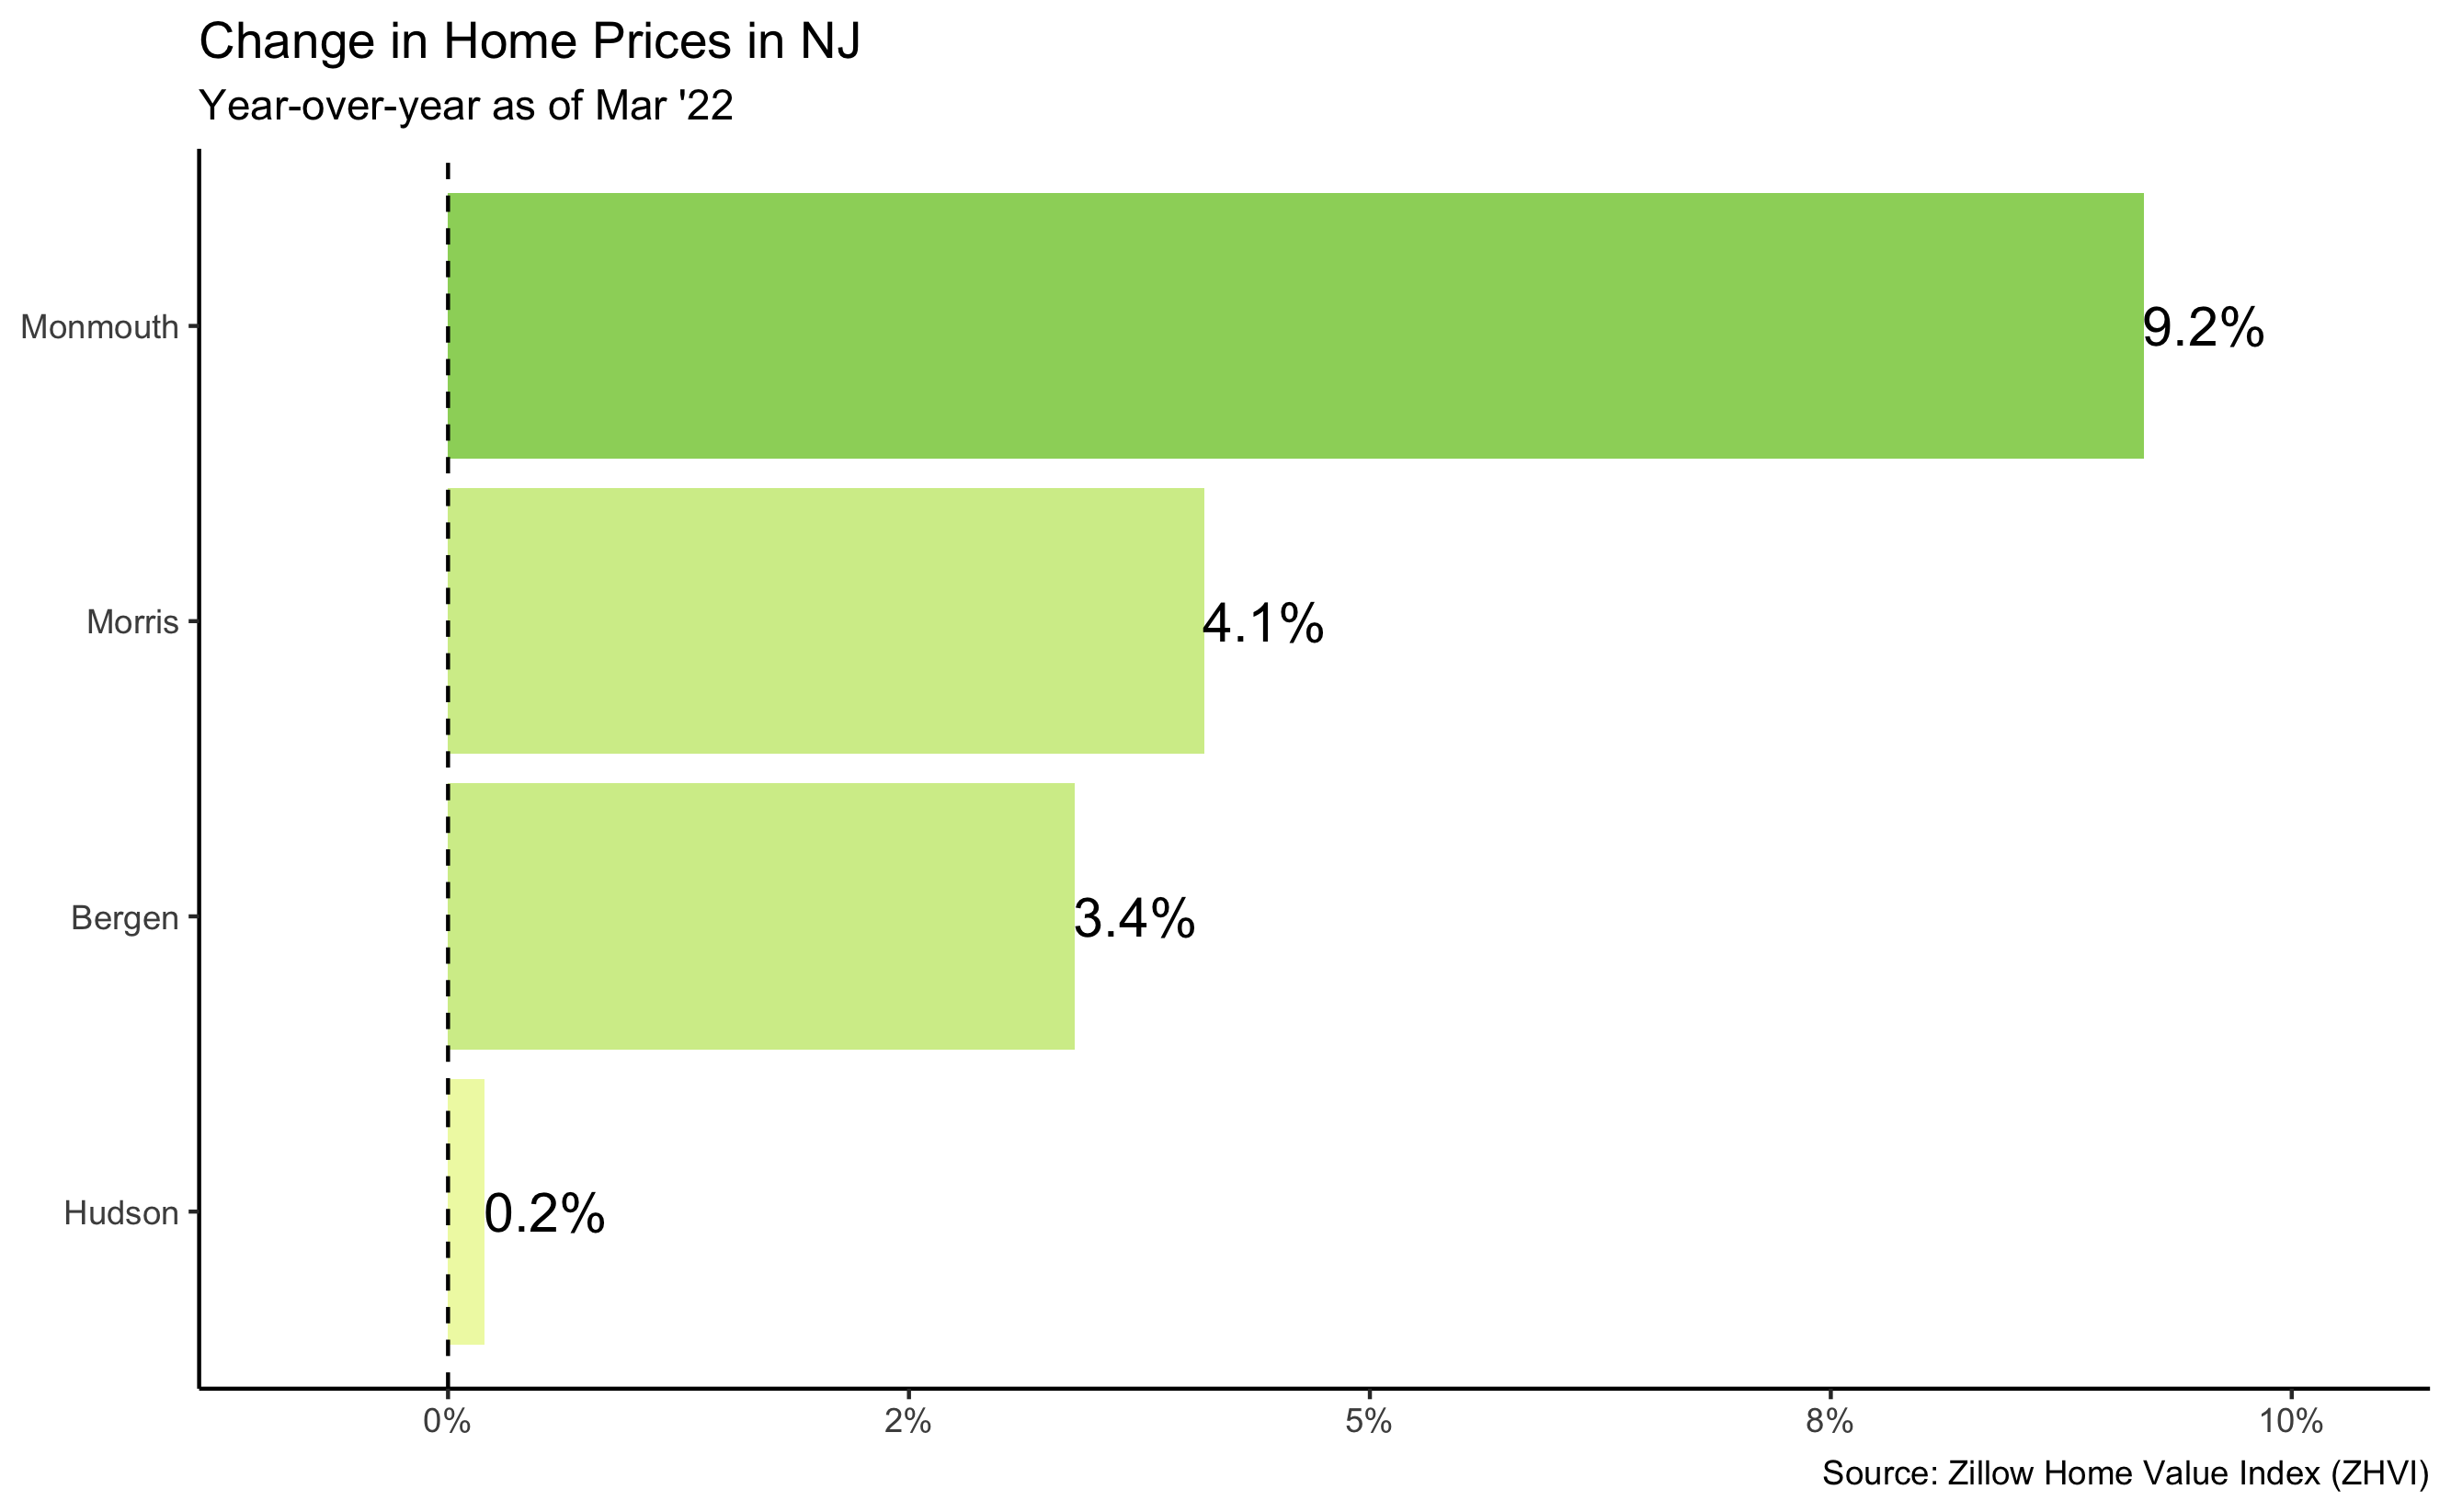 Change in Home Prices in NJ
Year-over-year as of Mar '22
Monmouth
9.2%
Morris
4.1%
Bergen
3.4%
Hudson
0.2%
0% 2% 5% 8% 10%
Source: Zillow Home Value Index (ZHVI)